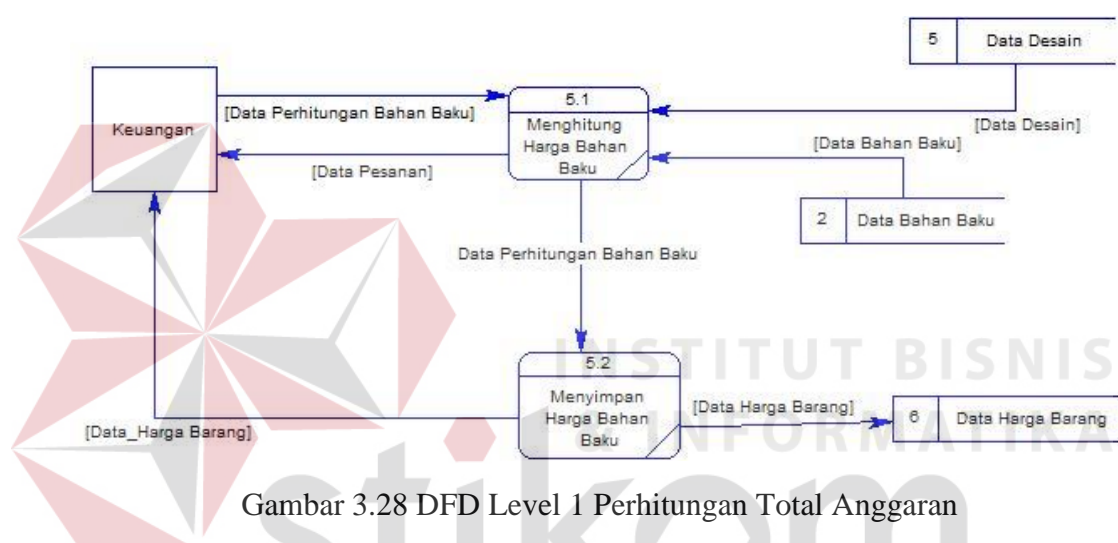 5 Data Desain
Keuangan
[Data Perhitungan Bahan Baku]
5.1
Menghitung
Harga Bahan
Baku
[Data Desain]
[Data Bahan Baku]
[Data Pesanan]
2 Data Bahan Baku
Data Perhitungan Bahan Baku
INSTITUT BISNIS
& INFORMATIKA
5.2
Menyimpan
Harga Bahan
Baku
[Data Harga Barang]
6 Data Harga Barang
[Data_Harga Barang]
Gambar 3.28 DFD Level 1 Perhitungan Total Anggaran
stikom